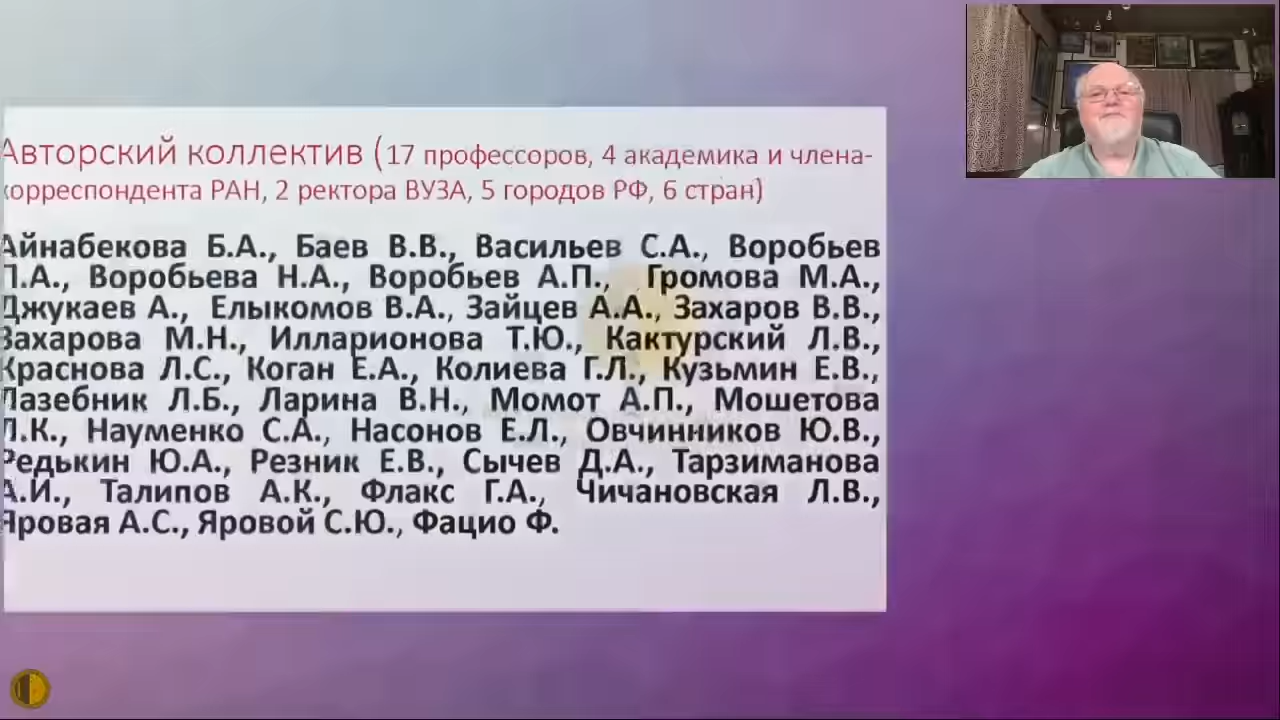 Авторский коллектив (17 профессоров, 4 академика и члена-
корреспондента РАН, 2 ректора ВУЗА, 5 городов РФ, 6 стран)
Айнабекова Б.А., Баев В.В., Васильев С.А., Воробьев
П.А., Воробьева Н.А., Воробьев А.П., Громова М.А.,
Джукаев А., Елыкомов В.А., Зайцев А.А., Захаров В.В.,
Захарова М.Н., Илларионова Т.Ю., Кактурский Л.В.,
Краснова Л.С., Коган Е.А., Колиева Г.Л., Кузьмин Е.В.,
Лазебник Л.Б., Ларина В.Н., Момот А.П., Мошетова
Л.К., Науменко С.А., Насонов Е.Л., Овчинников Ю.В.,
Редькин Ю.А., Резник Е.В., Сычев Д.А., Тарзиманова
А.И., Талипов А.К., Флакс Г.А., Чичановская Л.В.,
Яровая А.С., Яровой С.Ю., Фацио Ф.